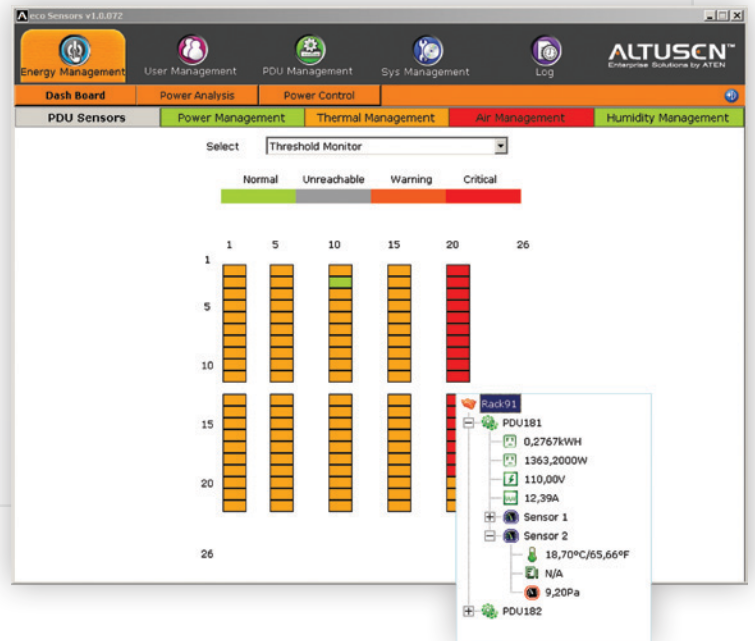 eco Sensors v1.0.072
Energy Management
User Management
PDU Management
Sys Management
Log
ALTUSEN™
Enterprise Solutions by ATEN
Dash Board
Power Analysis
Power Control
PDU Sensors
Power Management
Thermal Management
Air Management
Humidity Management
Select
Threshold Monitor
Normal
Unreachable
Warning
Critical
1 5 10 15 20 26
1
5
10
15
20
26
Rack91
PDU181
0,2767kWH
1363,2000W
110,00V
12,39A
Sensor 1
Sensor 2
18,70ºC/65,66ºF
N/A
9,20Pa
PDU182